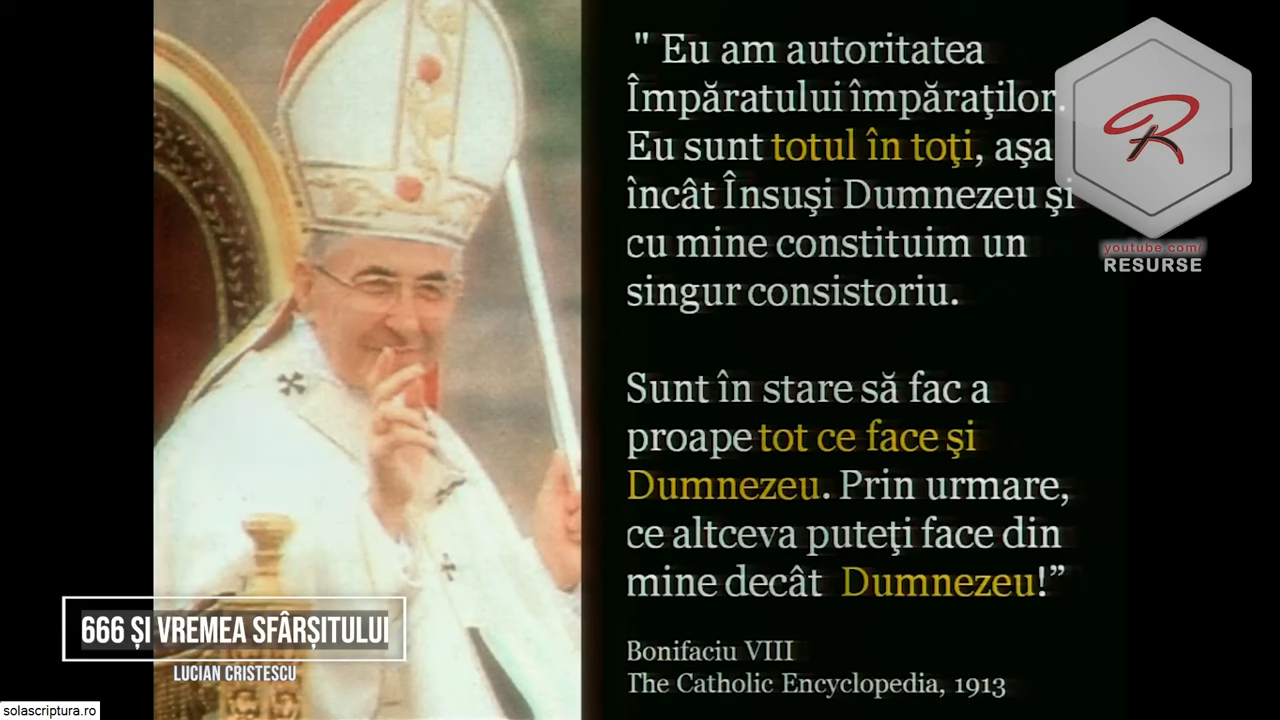 " Eu am autoritatea
Împăratului împăraţilor.
Eu sunt totul în toţi, aşa
încât Însuşi Dumnezeu şi
cu mine constituim un
singur consistoriu.
Sunt în stare să fac a
proape tot ce face şi
Dumnezeu. Prin urmare,
ce altceva puteţi face din
mine decât Dumnezeu!”
Bonifaciu VIII
The Catholic Encyclopedia, 1913
R
youtube.com/
RESURSE
666 ȘI VREMEA SFÂRȘITULUI
LUCIAN CRISTESCU
solascriptura.ro